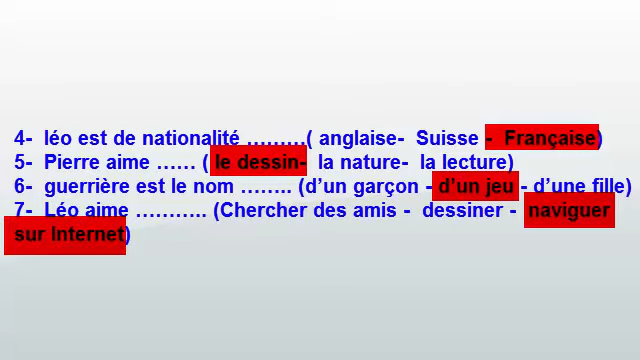 4- léo est de nationalité ………( anglaise- Suisse - Française)
5- Pierre aime …… ( le dessin- la nature- la lecture)
6- guerrière est le nom …….. (d’un garçon - d'un jeu - d’une fille)
7- Léo aime ……….. (Chercher des amis - dessiner - naviguer
sur Internet)